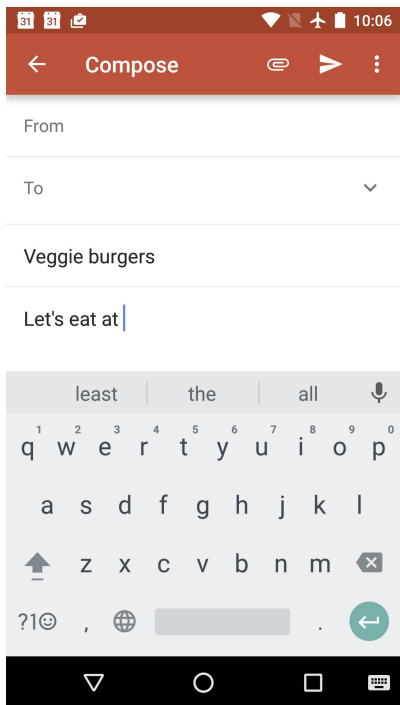 31 31 10:06
Compose
From
To
Veggie burgers
Let's eat at
least the all
1 2 3 4 5 6 7 8 9 0
q w e r t y u i o p
a s d f g h j k l
z x c v b n m
?1☺ , .